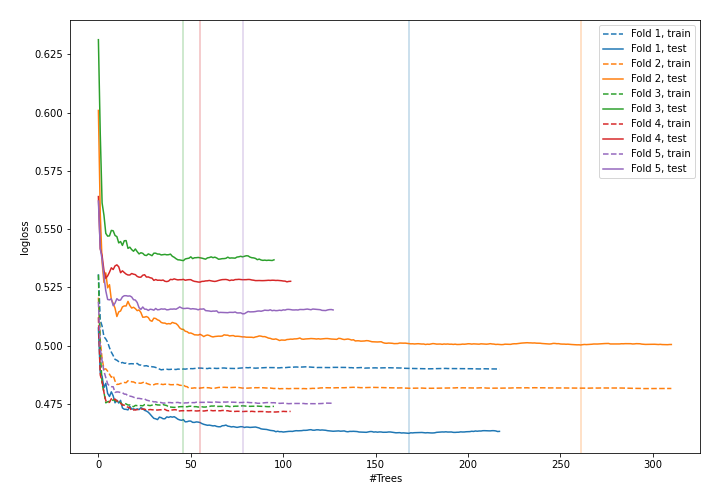 0.625
0.600
0.575
0.550
0.525
0.500
0.475
logloss
0 50 100 150 200 250 300
#Trees
Fold 1, train
Fold 1, test
Fold 2, train
Fold 2, test
Fold 3, train
Fold 3, test
Fold 4, train
Fold 4, test
Fold 5, train
Fold 5, test